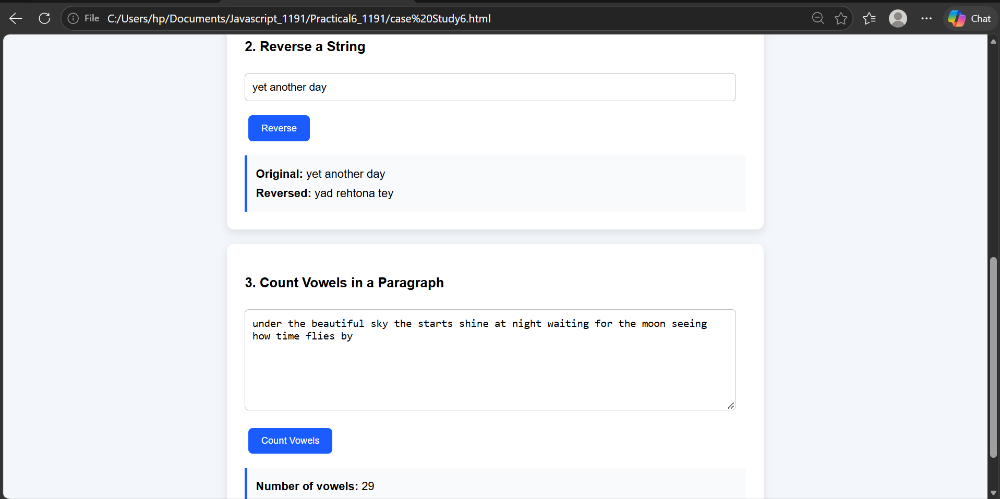 File C:/Users/hp/Documents/Javascript_1191/Practical6_1191/case%20Study6.html
Chat
2. Reverse a String
yet another day
Reverse
Original: yet another day
Reversed: yad rehtona tey
3. Count Vowels in a Paragraph
under the beautiful sky the starts shine at night waiting for the moon seeing
how time flies by
Count Vowels
Number of vowels: 29